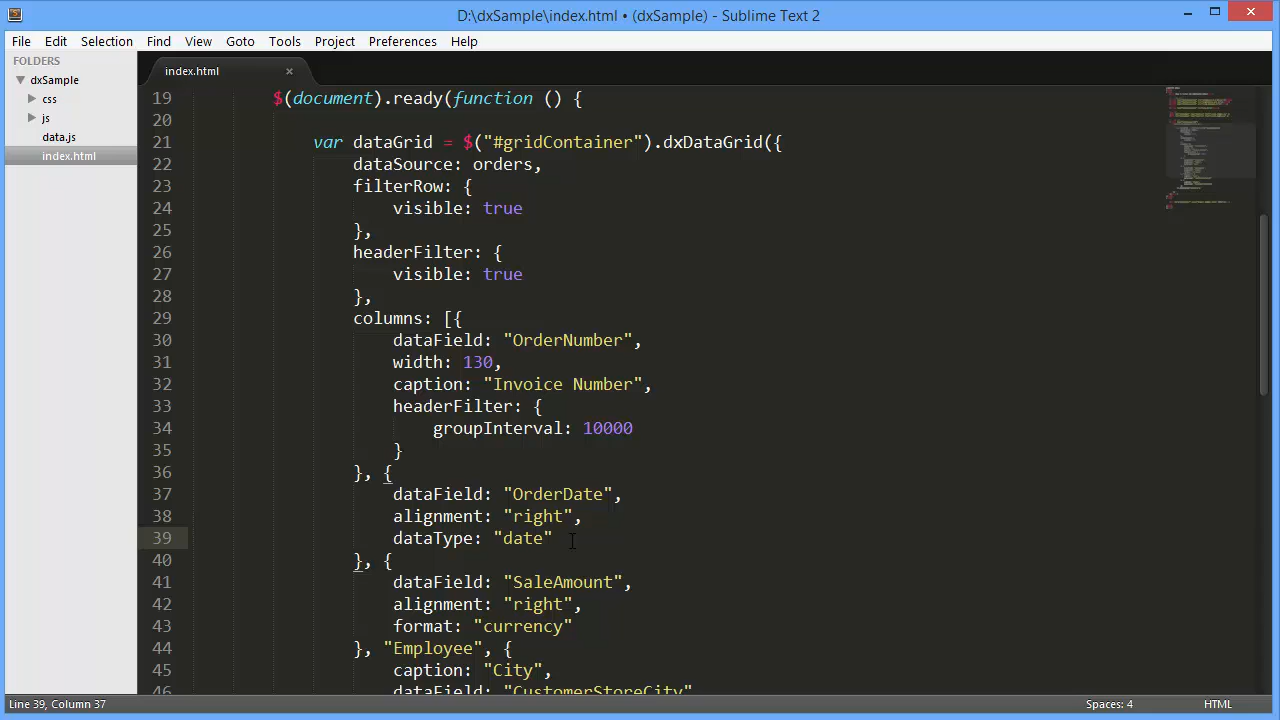 D:\dxSample\index.html • (dxSample) - Sublime Text 2
File Edit Selection Find View Goto Tools Project Preferences Help
FOLDERS
dxSample
css
js
data.js
index.html
index.html
19 $(document).ready(function () {
20
21 var dataGrid = $("#gridContainer").dxDataGrid({
22 dataSource: orders,
23 filterRow: {
24 visible: true
25 },
26 headerFilter: {
27 visible: true
28 },
29 columns: [{
30 dataField: "OrderNumber",
31 width: 130,
32 caption: "Invoice Number",
33 headerFilter: {
34 groupInterval: 10000
35 }
36 }, {
37 dataField: "OrderDate",
38 alignment: "right",
39 dataType: "date"
40 }, {
41 dataField: "SaleAmount",
42 alignment: "right",
43 format: "currency"
44 }, "Employee", {
45 caption: "City",
46 dataField: "CustomerStoreCity"
Line 39, Column 37
Spaces: 4
HTML